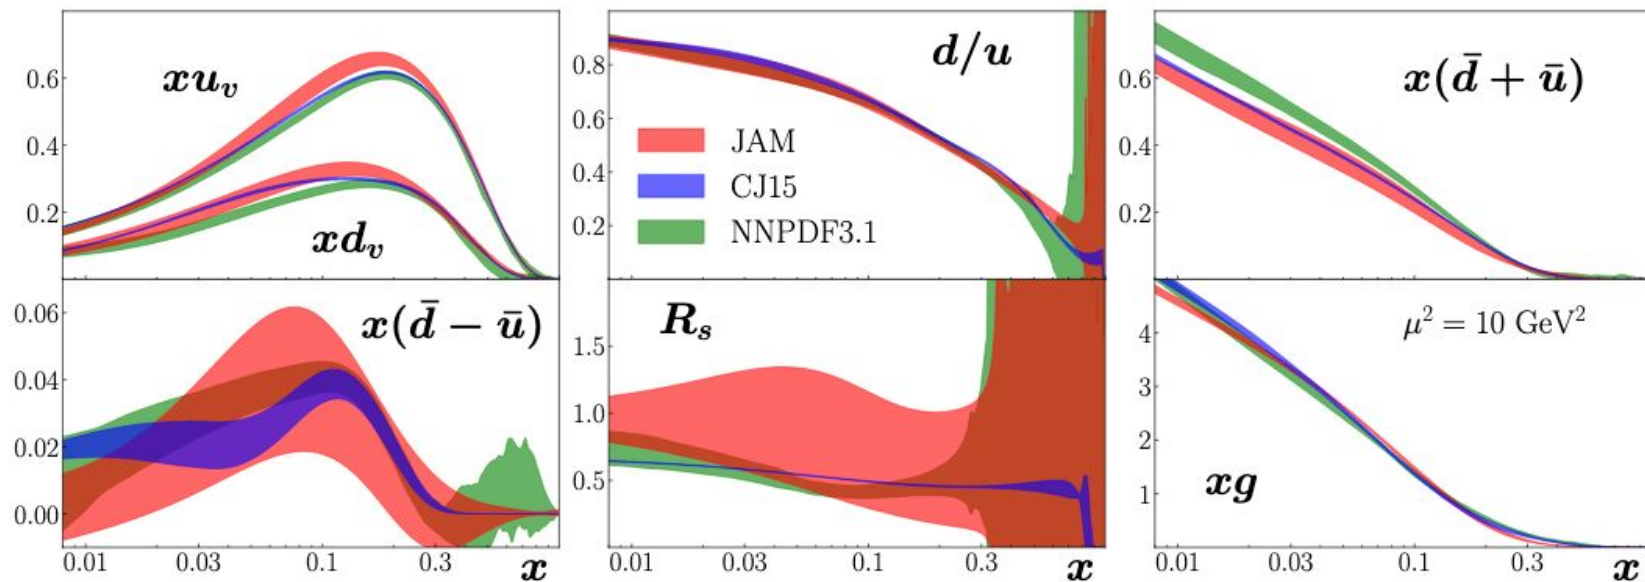 xu_v
xd_v
0.6
0.4
0.2
d/u
JAM
CJ15
NNPDF3.1
0.8
0.6
0.4
0.2
x(d̄ + ū)
0.6
0.4
0.2
x(d̄ − ū)
0.06
0.04
0.02
0.00
0.01 0.03 0.1 0.3 x
R_s
1.5
1.0
0.5
0.01 0.03 0.1 0.3 x
μ² = 10 GeV²
xg
4
3
2
1
0.01 0.03 0.1 0.3 x